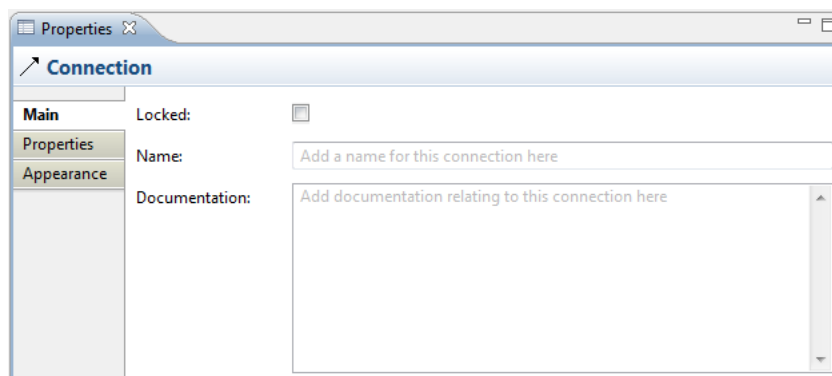 Properties
Connection
Main
Locked:
Properties
Name:
Add a name for this connection here
Appearance
Documentation:
Add documentation relating to this connection here